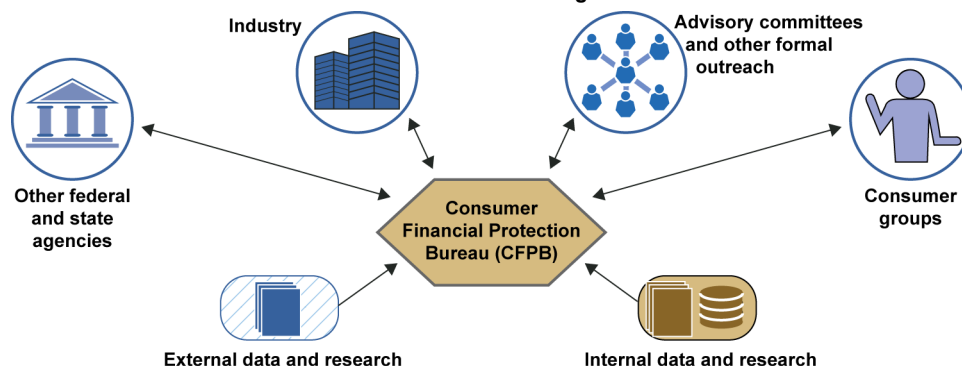 Industry
Advisory committees
and other formal
outreach
Other federal
and state
agencies
Consumer
Financial Protection
Bureau (CFPB)
Consumer
groups
External data and research
Internal data and research